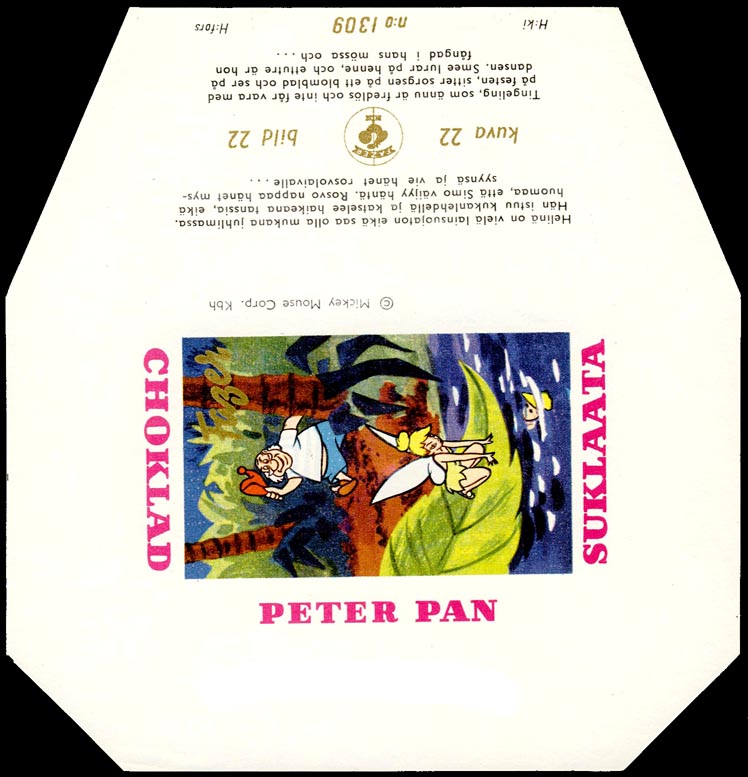 H:ki n:o 1309 H:fors
Tingeling, som ännu är fredlös och inte får vara med
på festen, sitter sorgsen på ett blomblad och ser på
dansen. Smee lurar på henne, och ettutre är hon
fångad i hans mössa och ....
kuva 22 FAZER bild 22
Helinä on vielä lainsuojaton eikä saa olla mukana juhlimassa.
Hän istuu kukanlehdellä ja katselee haikeana tanssia, eikä
huomaa, että Simo väijyy häntä. Rosvo nappaa hänet mys-
syynsä ja vie hänet rosvolaivalle ....
© Mickey Mouse Corp. Kbh
Fazer
CHOKLAD
SUKLAATA
PETER PAN